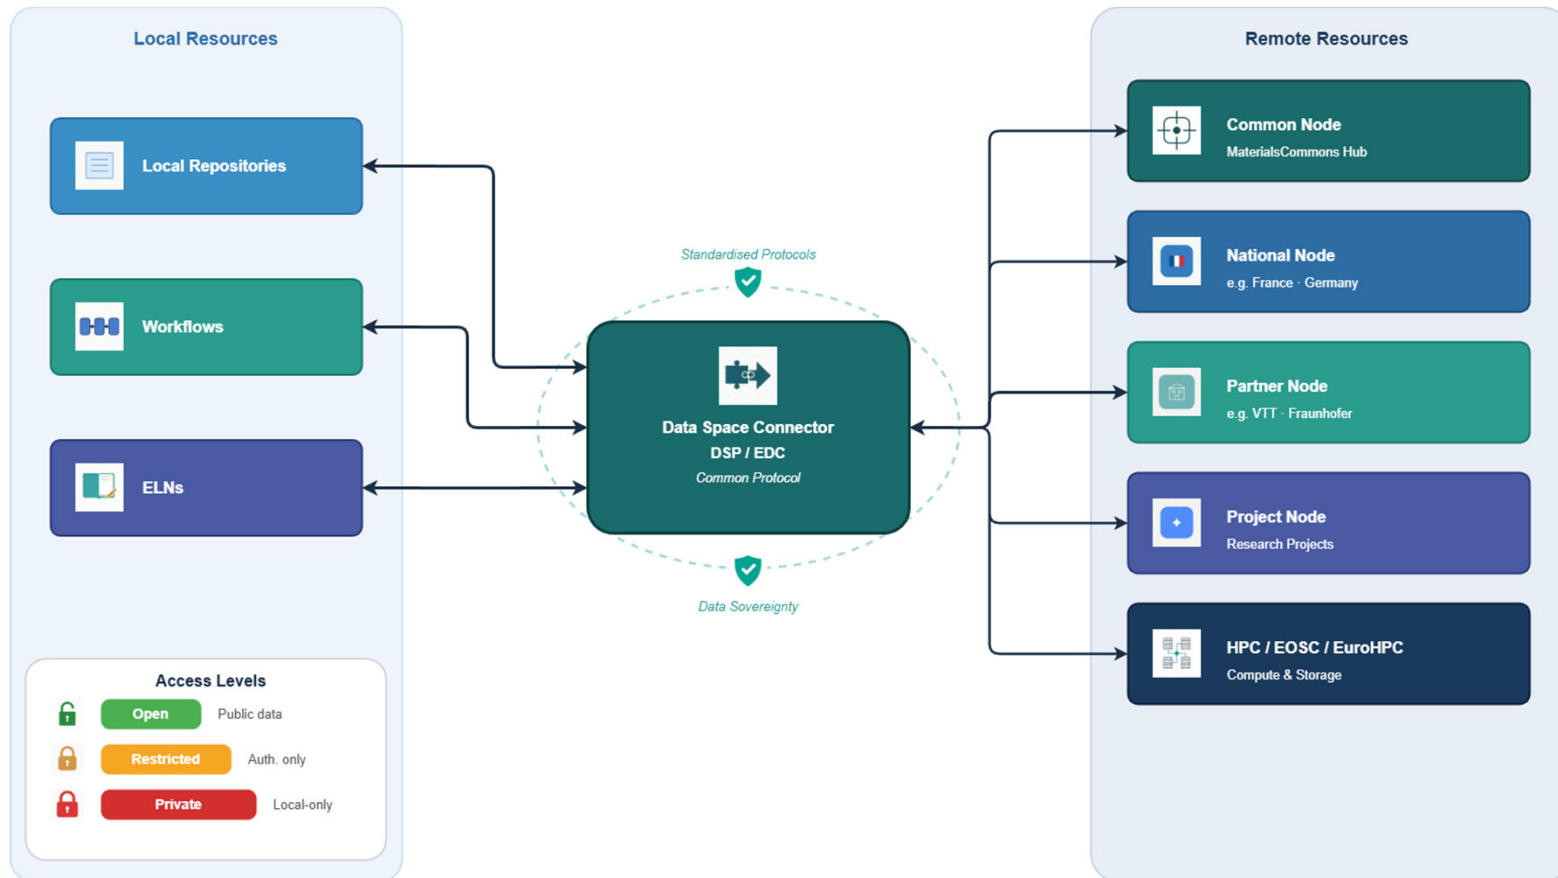 Local Resources
Local Repositories
Workflows
ELNs
Access Levels
Open
Public data
Restricted
Auth. only
Private
Local-only
Standardised Protocols
Data Space Connector
DSP / EDC
Common Protocol
Data Sovereignty
Remote Resources
Common Node
MaterialsCommons Hub
National Node
e.g. France · Germany
Partner Node
e.g. VTT · Fraunhofer
Project Node
Research Projects
HPC / EOSC / EuroHPC
Compute & Storage